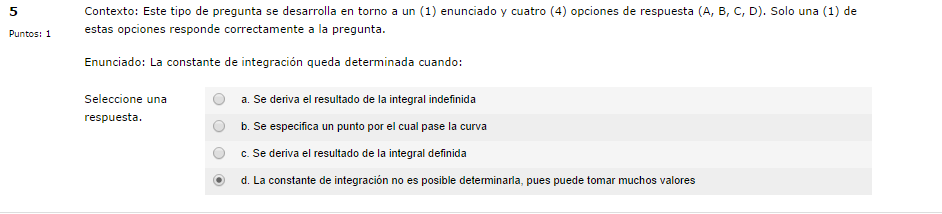 5
Puntos: 1
Contexto: Este tipo de pregunta se desarrolla en torno a un (1) enunciado y cuatro (4) opciones de respuesta (A, B, C, D). Solo una (1) de
estas opciones responde correctamente a la pregunta.
Enunciado: La constante de integración queda determinada cuando:
Seleccione una
respuesta.
a. Se deriva el resultado de la integral indefinida
b. Se especifica un punto por el cual pase la curva
c. Se deriva el resultado de la integral definida
d. La constante de integración no es posible determinarla, pues puede tomar muchos valores